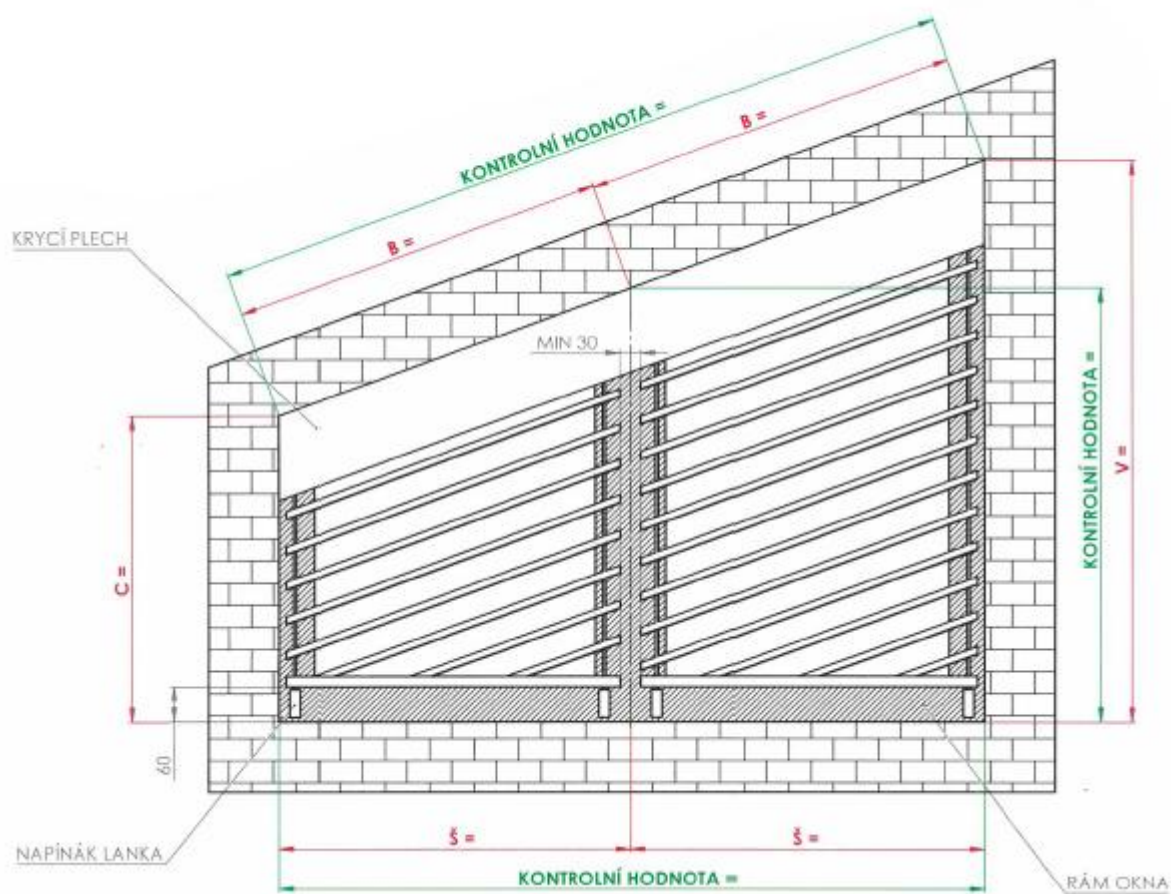 KONTROLNÍ HODNOTA =
B =
B =
KRYCÍ PLECH
MIN 30
KONTROLNÍ HODNOTA =
V =
C =
60
Š =
Š =
NAPÍNÁK LANKA
KONTROLNÍ HODNOTA =
RÁM OKNA